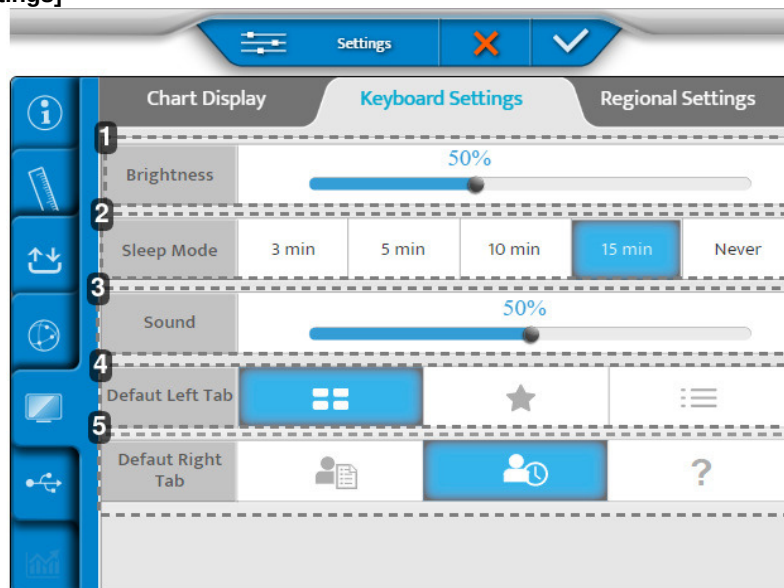 Settings
Chart Display Keyboard Settings Regional Settings
1
50%
Brightness
2
Sleep Mode 3 min 5 min 10 min 15 min Never
3
50%
Sound
4
Defaut Left Tab
5
Defaut Right
Tab ?